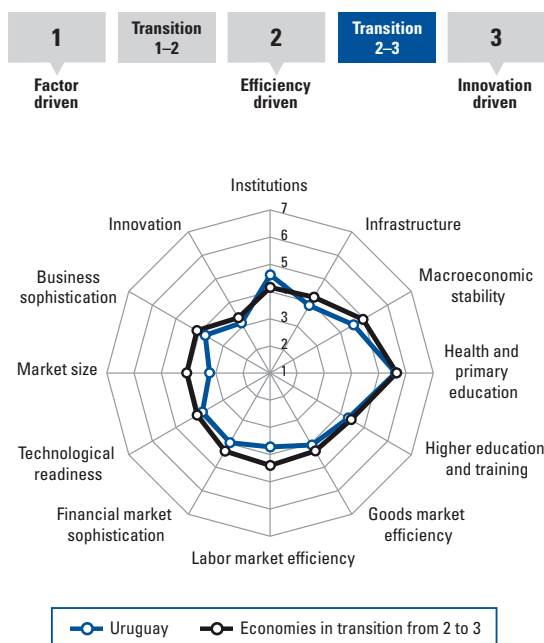 1
Transition
1–2
2
Transition
2–3
3
Factor
driven
Efficiency
driven
Innovation
driven
Institutions
7
Innovation
6
Infrastructure
5
Business
sophistication
Macroeconomic
stability
3
2
Market size
1
Health and
primary
education
Technological
readiness
Higher education
and training
Financial market
sophistication
Goods market
efficiency
Labor market efficiency
Uruguay
Economies in transition from 2 to 3